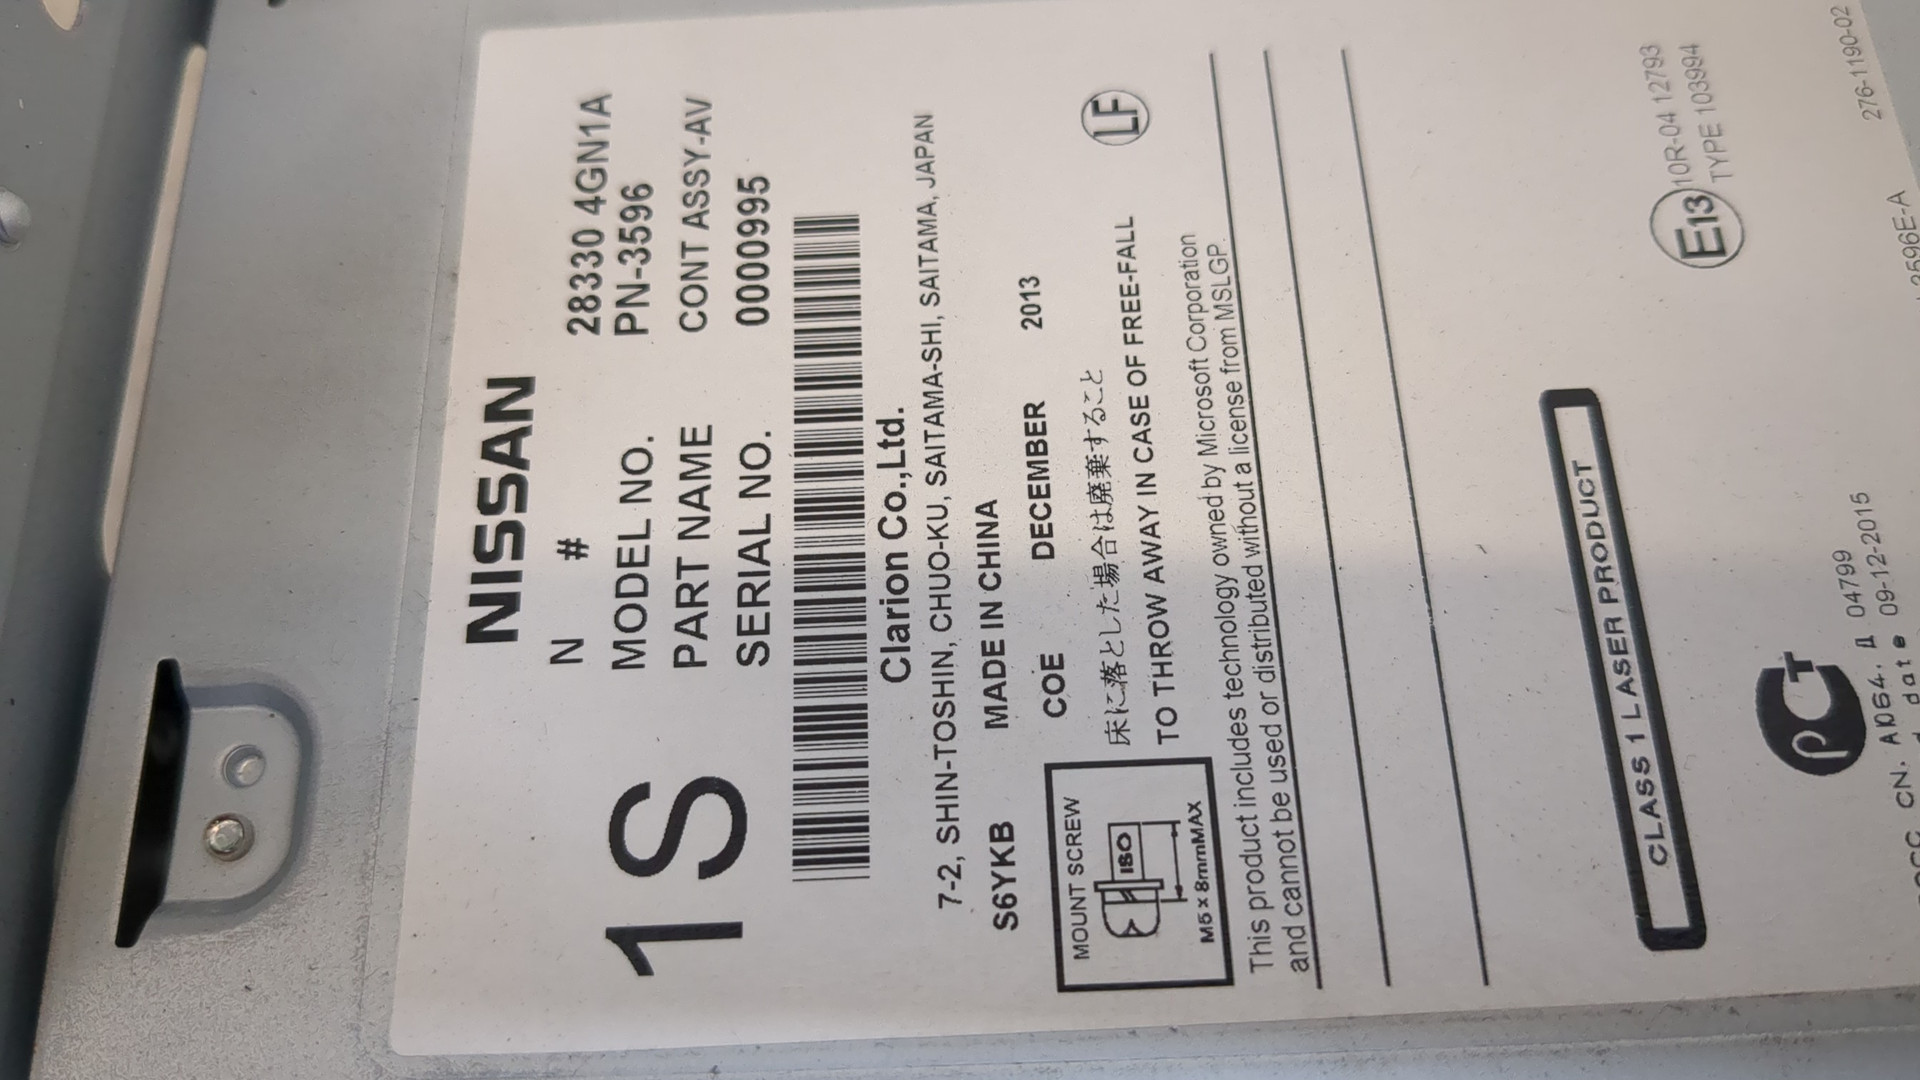 NISSAN
N # 28330 4GN1A
1S
MODEL NO. PN-3596
PART NAME CONT ASSY-AV
SERIAL NO. 0000995
Clarion Co.,Ltd.
7-2, SHIN-TOSHIN, CHUO-KU, SAITAMA-SHI, SAITAMA, JAPAN
S6YKB MADE IN CHINA
COE DECEMBER 2013
MOUNT SCREW
ISO
M5x8mmMAX
床に落とした場合は廃棄すること
TO THROW AWAY IN CASE OF FREE-FALL
LF
This product includes technology owned by Microsoft Corporation
and cannot be used or distributed without a license from MSLGP.
CLASS 1 LASER PRODUCT
E13 10R-04 12793
TYPE 103994
РСТ
CN. АЮ64. Д 04799
date 09-12-2015
276-1190-02